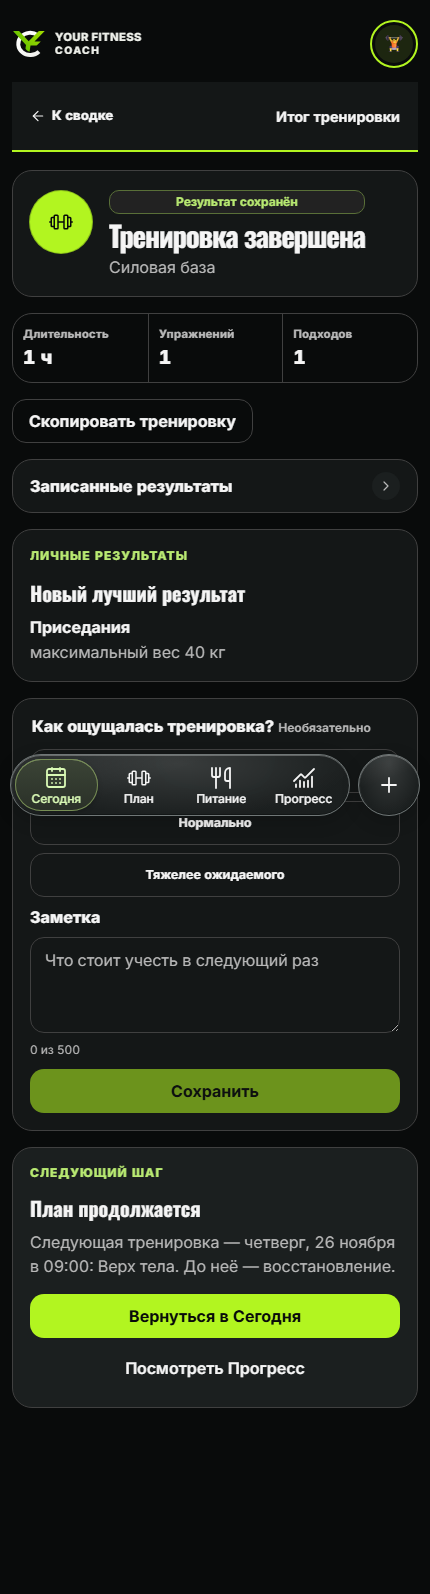 YOUR FITNESS
COACH
К сводке
Итог тренировки
Результат сохранён
Тренировка завершена
Силовая база
Длительность
1 ч
Упражнений
1
Подходов
1
Скопировать тренировку
Записанные результаты
ЛИЧНЫЕ РЕЗУЛЬТАТЫ
Новый лучший результат
Приседания
максимальный вес 40 кг
Как ощущалась тренировка? Необязательно
Сегодня
План
Питание
Прогресс
Нормально
Тяжелее ожидаемого
Заметка
Что стоит учесть в следующий раз
0 из 500
Сохранить
СЛЕДУЮЩИЙ ШАГ
План продолжается
Следующая тренировка — четверг, 26 ноября
в 09:00: Верх тела. До неё — восстановление.
Вернуться в Сегодня
Посмотреть Прогресс